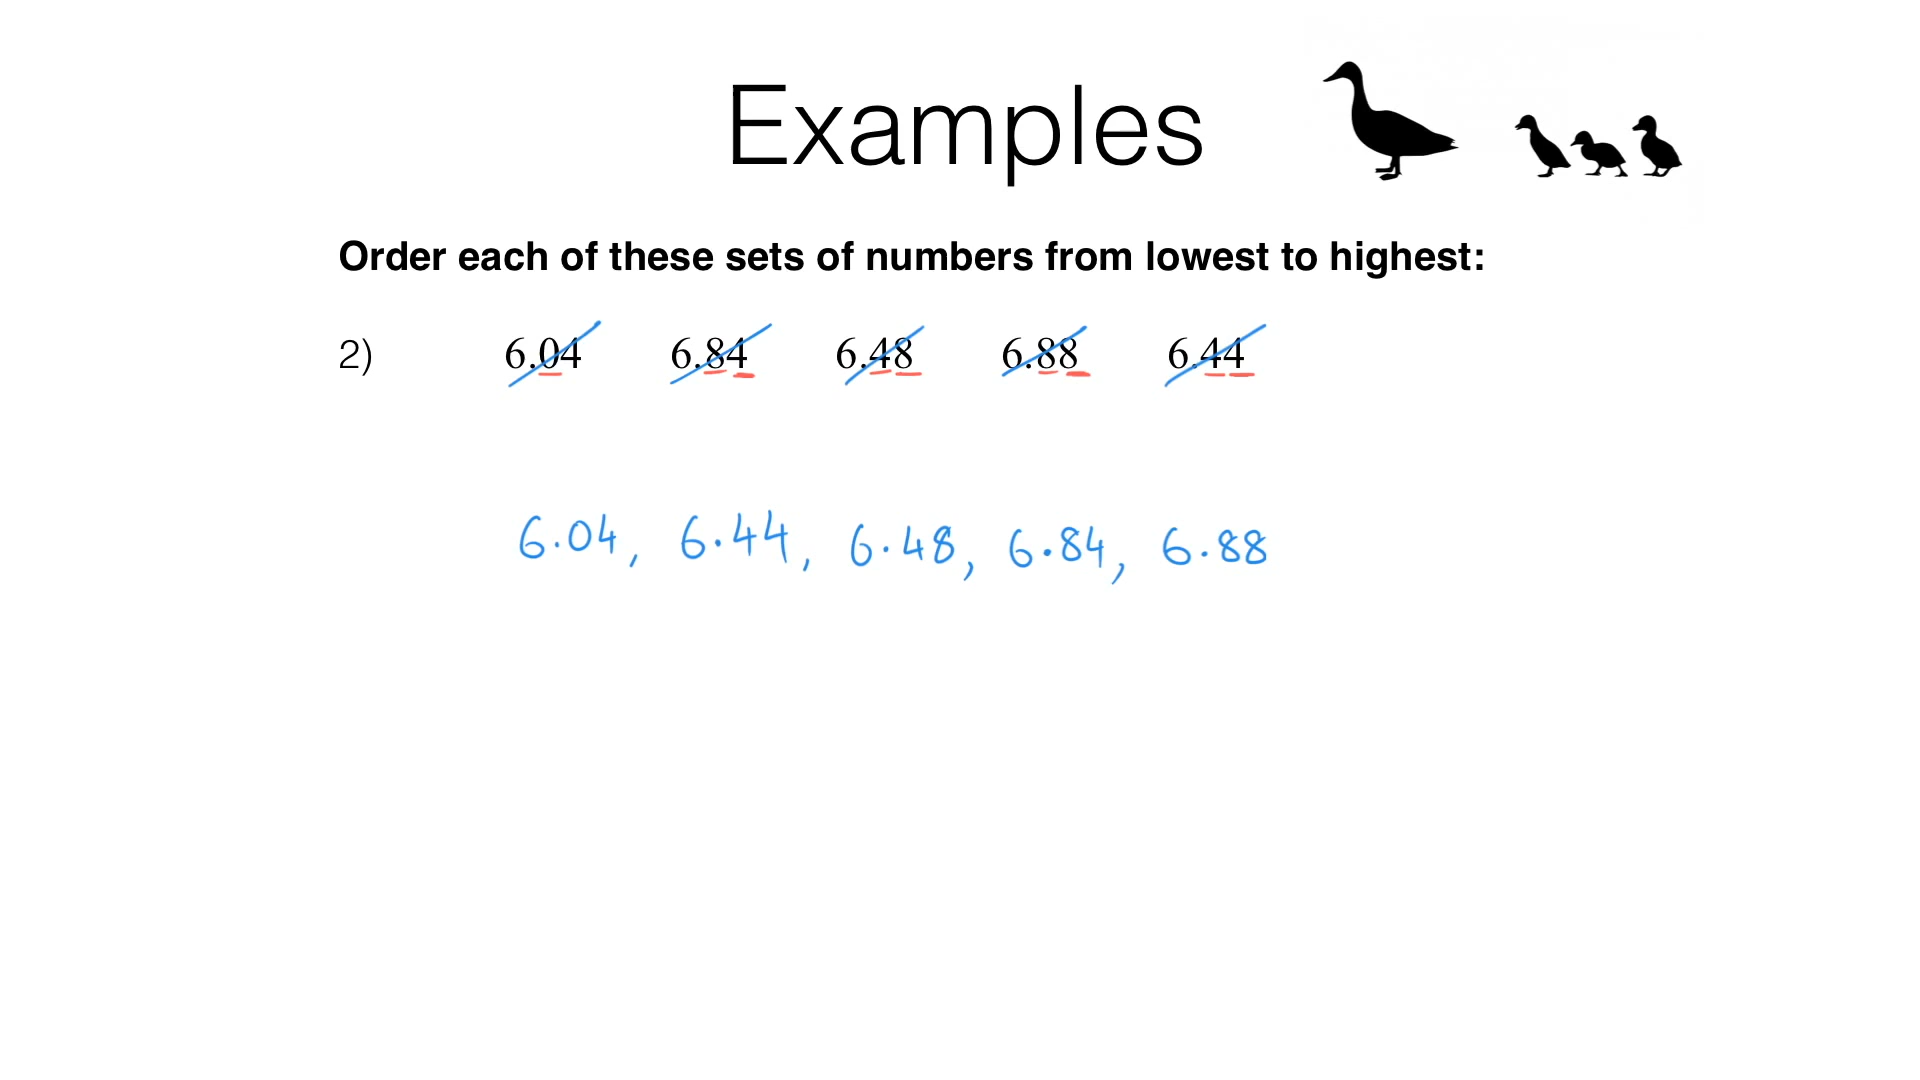 Examples
Order each of these sets of numbers from lowest to highest:
2) 6.04 6.84 6.48 6.88 6.44
6.04, 6.44, 6.48, 6.84, 6.88